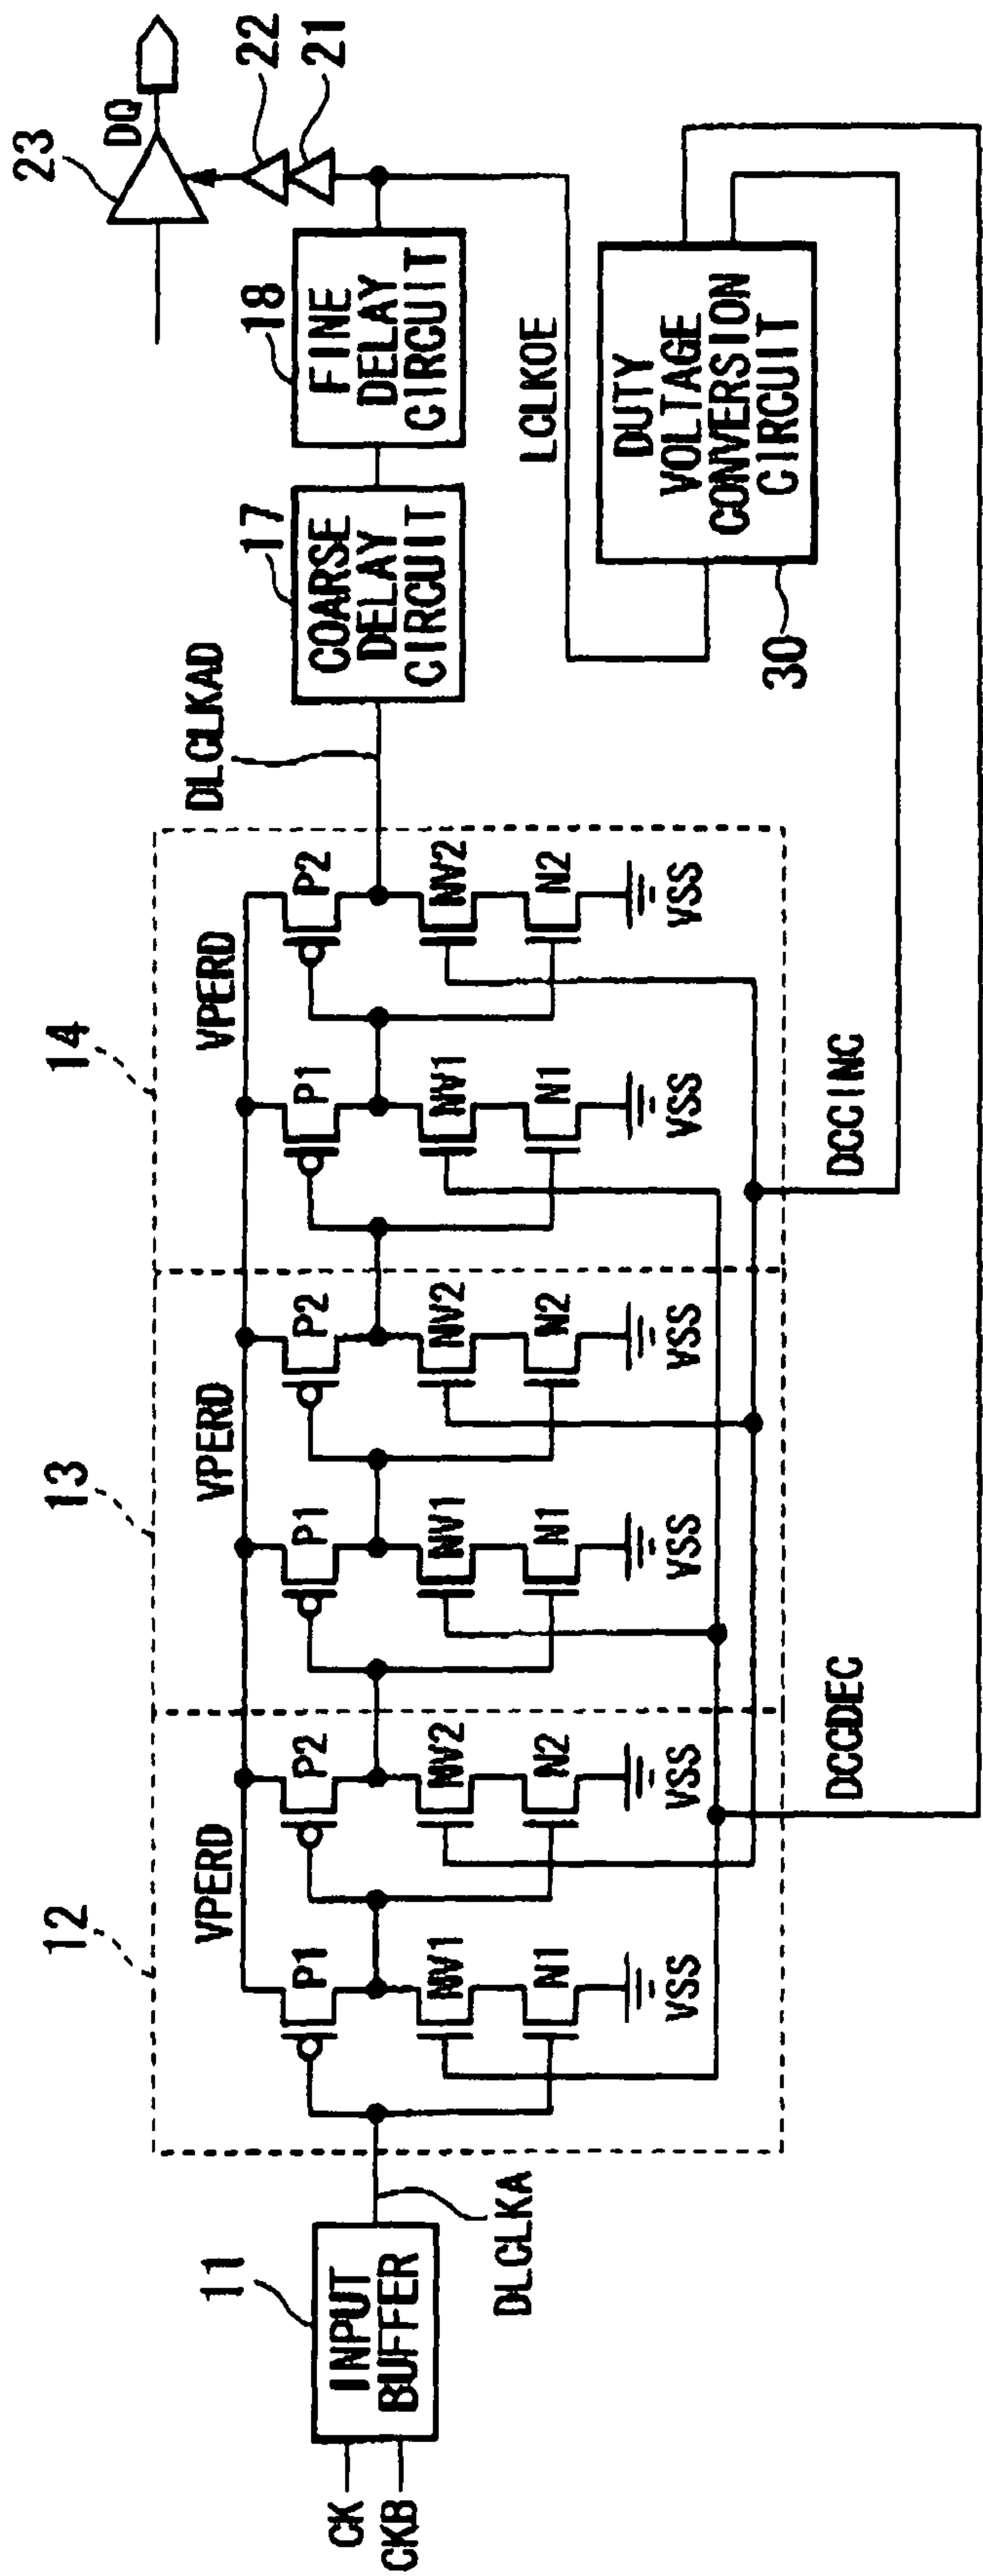 CK
CKB
11
INPUT
BUFFER
DLCLKA
12
VPERD
P1
NV1
N1
VSS
P2
NV2
N2
VSS
13
VPERD
P1
NV1
N1
VSS
P2
NV2
N2
VSS
14
VPERD
P1
NV1
N1
VSS
P2
NV2
N2
VSS
DCCDEC
DCCINC
DLCLKAD
17
COARSE
DELAY
CIRCUIT
18
FINE
DELAY
CIRCUIT
LCLKOE
30
DUTY
VOLTAGE
CONVERSION
CIRCUIT
23
DQ
22
21